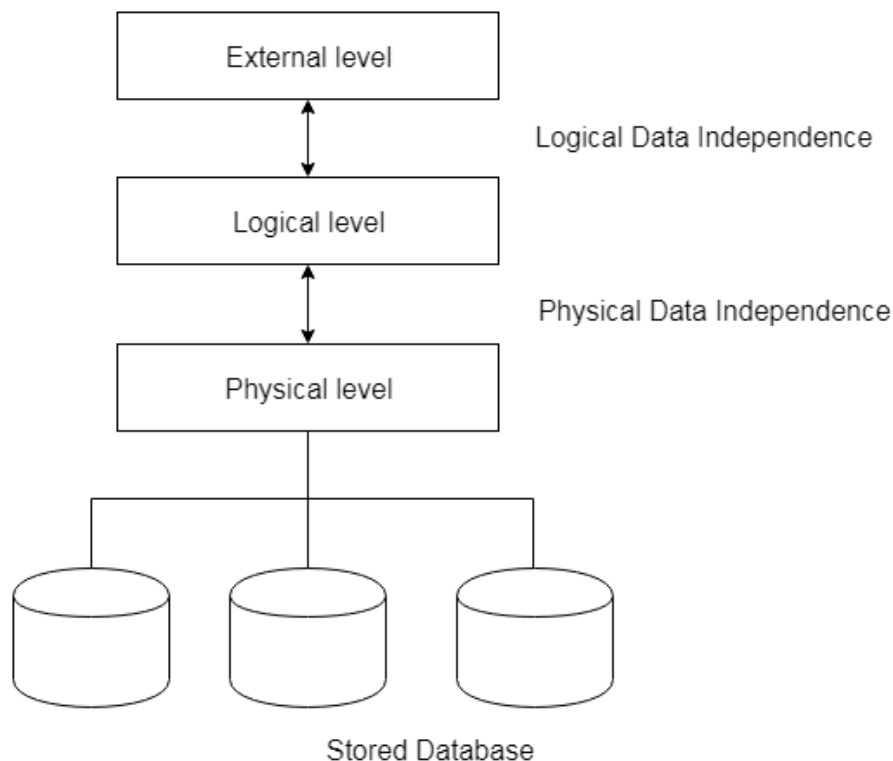 External level
Logical Data Independence
Logical level
Physical Data Independence
Physical level
Stored Database